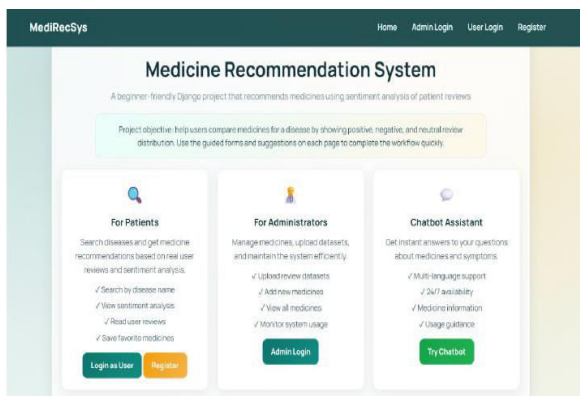 MediRecSys
Home Admin Login User Login Register
Medicine Recommendation System
A beginner-friendly Django project that recommends medicines using sentiment analysis of patient reviews
Project objective: help users compare medicines for a disease by showing positive, negative, and neutral review
distribution. Use the guided forms and suggestions on each page to complete the workflow quickly.
For Patients
Search diseases and get medicine
recommendations based on real user
reviews and sentiment analysis.
✓ Search by disease name
✓ View sentiment analysis
✓ Read user reviews
✓ Save favorite medicines
Login as User Register
For Administrators
Manage medicines, upload datasets,
and maintain the system efficiently.
✓ Upload review datasets
✓ Add new medicines
✓ View all medicines
✓ Monitor system usage
Admin Login
Chatbot Assistant
Get instant answers to your questions
about medicines and symptoms.
✓ Multi-language support
✓ 24/7 availability
✓ Medicine information
✓ Usage guidance
Try Chatbot